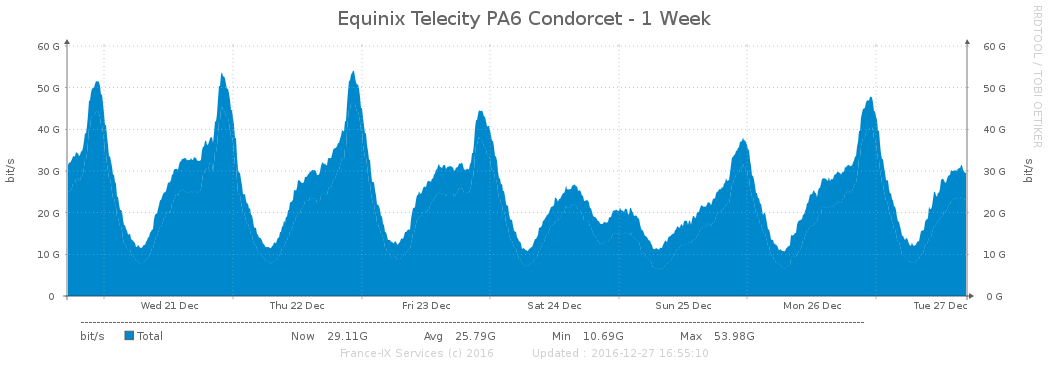 Equinix Telecity PA6 Condorcet - 1 Week
RRDTOOL / TOBI OETIKER
60 G 60 G
50 G 50 G
40 G 40 G
30 G 30 G
20 G 20 G
10 G 10 G
0 0 G
bit/s
bit/s
Wed 21 Dec Thu 22 Dec Fri 23 Dec Sat 24 Dec Sun 25 Dec Mon 26 Dec Tue 27 Dec
bit/s Total Now 29.11G Avg 25.79G Min 10.69G Max 53.98G
France-IX Services (c) 2016 Updated : 2016-12-27 16:55:10